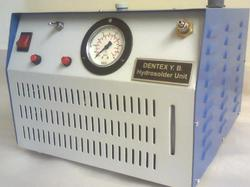 DENTEX Y. B.
Hydrosolder Unit